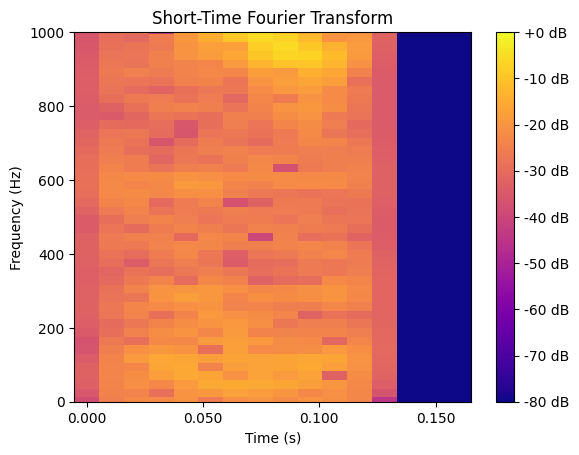 Short-Time Fourier Transform
1000
800
600
400
200
0
Frequency (Hz)
0.000
0.050
0.100
0.150
Time (s)
+0 dB
-10 dB
-20 dB
-30 dB
-40 dB
-50 dB
-60 dB
-70 dB
-80 dB